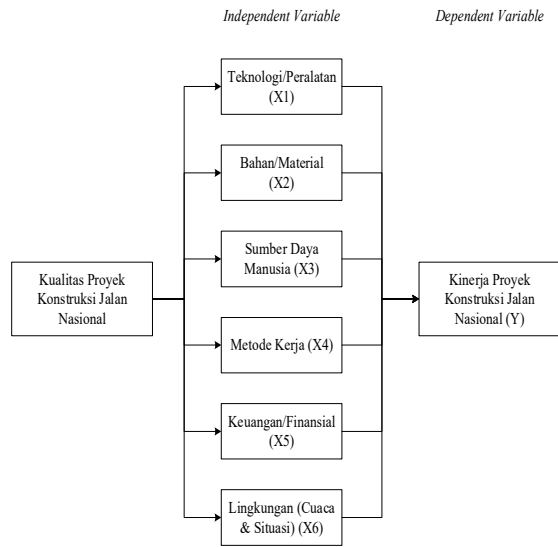 Independent Variable
Dependent Variable
Teknologi/Peralatan
(X1)
Bahan/Material
(X2)
Sumber Daya
Manusia (X3)
Kualitas Proyek
Konstruksi Jalan
Nasional
Kinerja Proyek
Konstruksi Jalan
Nasional (Y)
Metode Kerja (X4)
Keuangan/Finansial
(X5)
Lingkungan (Cuaca
& Situasi) (X6)